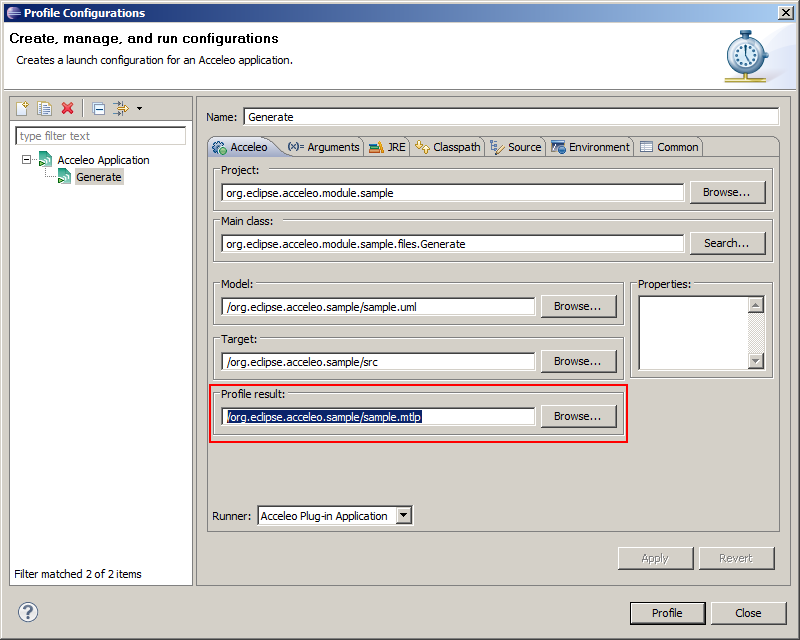 Profile Configurations
Create, manage, and run configurations
Creates a launch configuration for an Acceleo application.
type filter text
Acceleo Application
Generate
Filter matched 2 of 2 items
Name: Generate
Acceleo (x)= Arguments JRE Classpath Source Environment Common
Project:
org.eclipse.acceleo.module.sample Browse...
Main class:
org.eclipse.acceleo.module.sample.files.Generate Search...
Model:
/org.eclipse.acceleo.sample/sample.uml Browse...
Properties:
Target:
/org.eclipse.acceleo.sample/src Browse...
Profile result:
/org.eclipse.acceleo.sample/sample.mtlp Browse...
Runner: Acceleo Plug-in Application
Apply Revert
? Profile Close